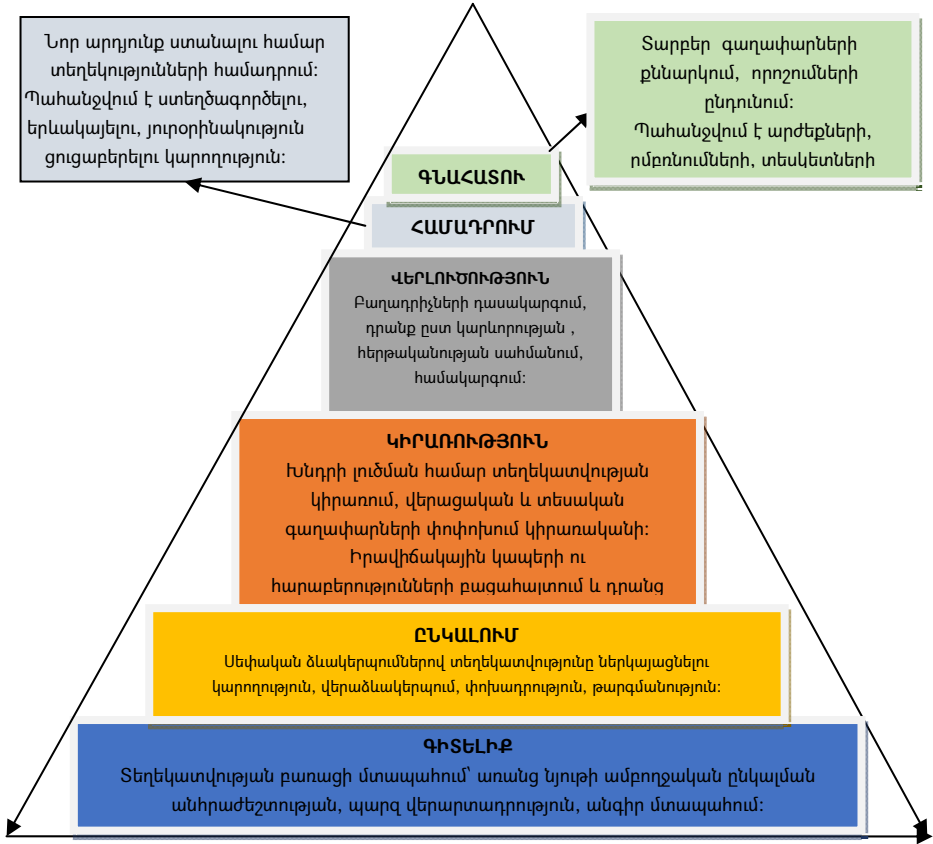 Նոր արդյունք ստանալու համար
տեղեկությունների համադրում:
Պահանջվում է ստեղծագործելու,
երևակայելու, յուրօրինակություն
ցուցաբերելու կարողություն:
Տարբեր գաղափարների
քննարկում, որոշումների
ընդունում:
Պահանջվում է արժեքների,
ըմբռնումների, տեսկետների
ԳՆԱՀԱՏՈՒ
ՀԱՄԱԴՐՈՒՄ
ՎԵՐԼՈՒԾՈՒԹՅՈՒՆ
Բաղադրիչների դասակարգում,
դրանք ըստ կարևորության ,
հերթականության սահմանում,
համակարգում:
ԿԻՐԱՌՈՒԹՅՈՒՆ
Խնդրի լուծման համար տեղեկատվության
կիրառում, վերացական և տեսական
գաղափարների փոփոխում կիրառականի:
Իրավիճակային կապերի ու
հարաբերությունների բացահայտում և դրանց
ԸՆԿԱԼՈՒՄ
Սեփական ձևակերպումներով տեղեկատվությունը ներկայացնելու
կարողություն, վերաձևակերպում, փոխադրություն, թարգմանություն:
ԳԻՏԵԼԻՔ
Տեղեկատվության բառացի մտապահում՝ առանց նյութի ամբողջական ընկալման
անհրաժեշտության, պարզ վերարտադրություն, անգիր մտապահում: